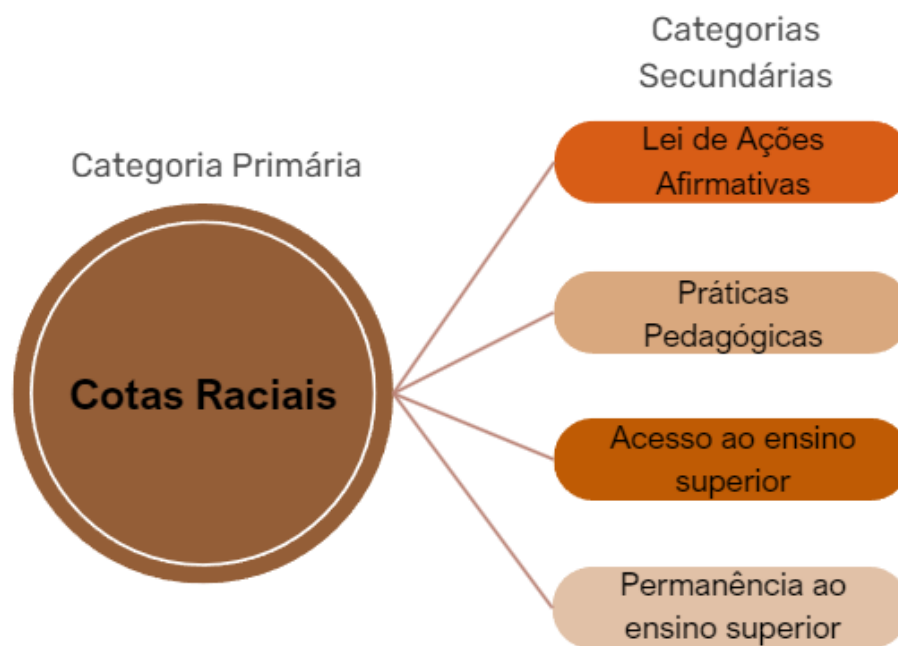 Categoria Primária
Cotas Raciais
Categorias
Secundárias
Lei de Ações
Afirmativas
Práticas
Pedagógicas
Acesso ao ensino
superior
Permanência ao
ensino superior